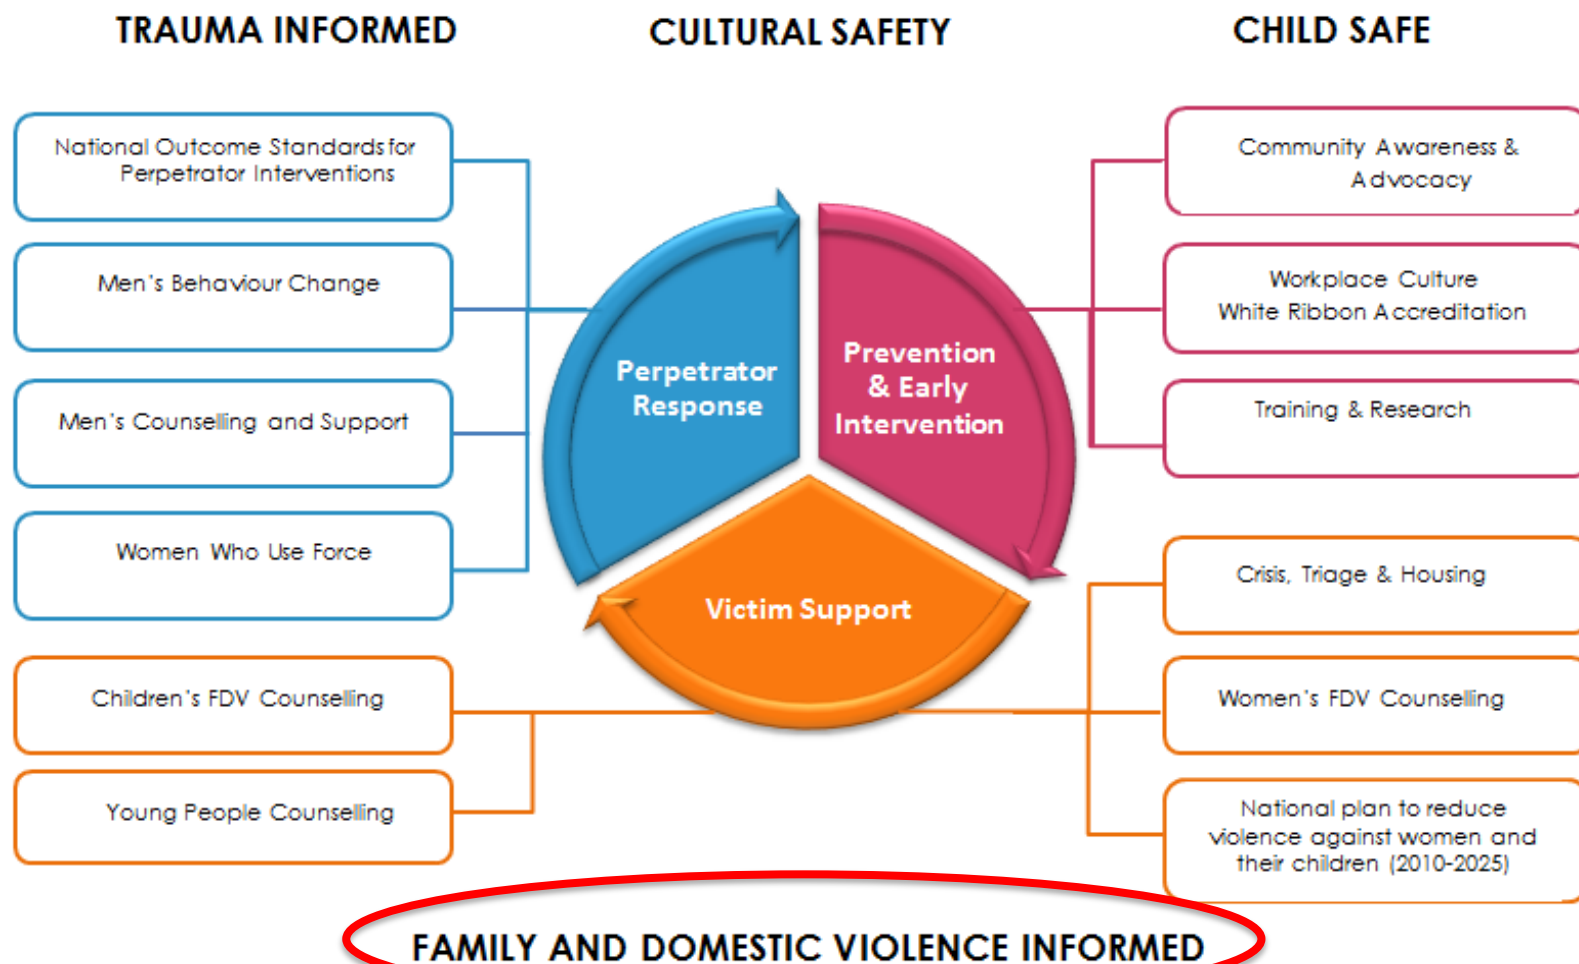 TRAUMA INFORMED
CULTURAL SAFETY
CHILD SAFE
National Outcome Standards for
Perpetrator Interventions
Men's Behaviour Change
Men's Counselling and Support
Women Who Use Force
Children's FDV Counselling
Young People Counselling
Perpetrator
Response
Prevention
& Early
Intervention
Victim Support
Community Awareness &
Advocacy
Workplace Culture
White Ribbon Accreditation
Training & Research
Crisis, Triage & Housing
Women's FDV Counselling
National plan to reduce
violence against women and
their children (2010-2025)
FAMILY AND DOMESTIC VIOLENCE INFORMED